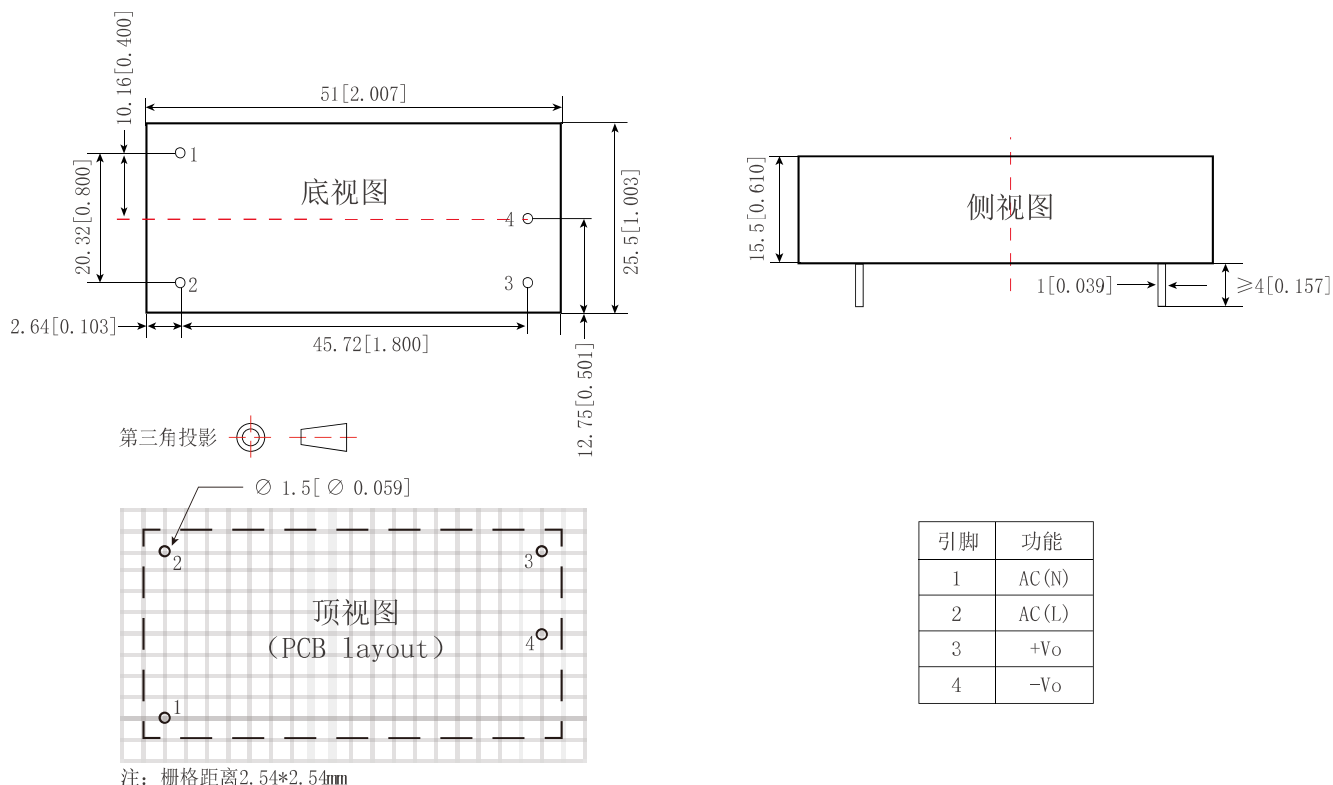 10.16[0.400]
51[2.007]
1
20.32[0.800]
底视图
4
25.5[1.003]
2
3
2.64[0.103]
45.72[1.800]
12.75[0.501]
15.5[0.610]
侧视图
1[0.039]
≥4[0.157]
第三角投影
∅ 1.5[ ∅ 0.059]
2
3
顶视图
(PCB layout)
4
1
注: 栅格距离2.54*2.54mm
引脚 功能
1 AC(N)
2 AC(L)
3 +Vo
4 -Vo